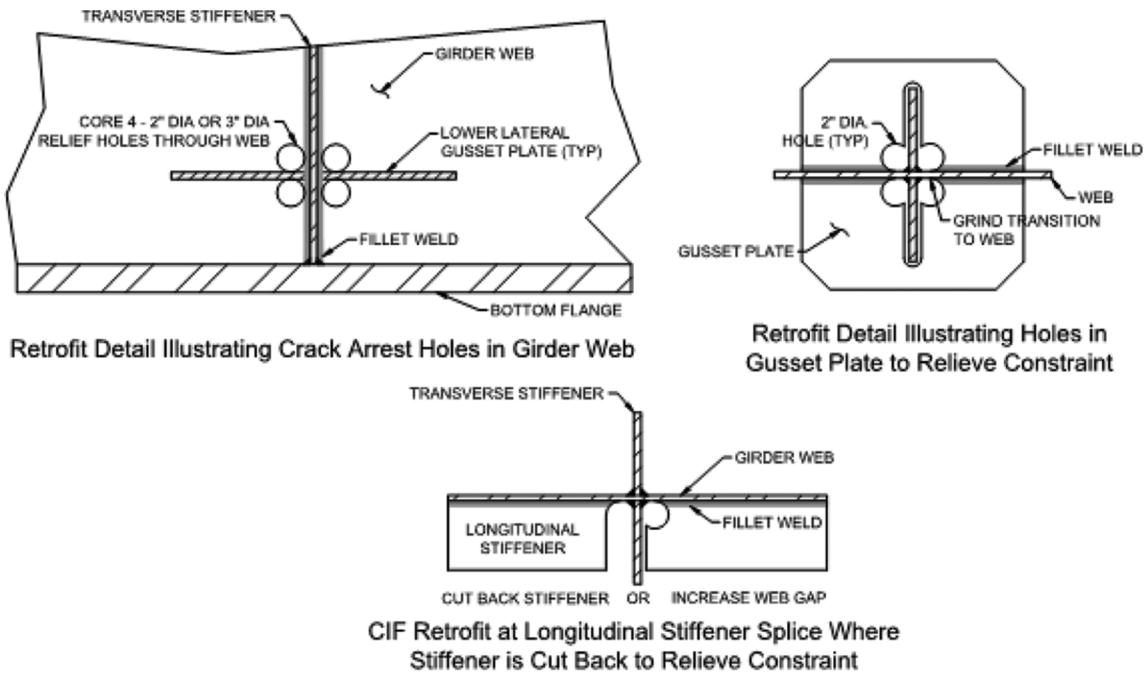 TRANSVERSE STIFFENER
GIRDER WEB
CORE 4 - 2" DIA OR 3" DIA
RELIEF HOLES THROUGH WEB
LOWER LATERAL
GUSSET PLATE (TYP)
FILLET WELD
BOTTOM FLANGE
Retrofit Detail Illustrating Crack Arrest Holes in Girder Web
2" DIA.
HOLE (TYP)
FILLET WELD
WEB
GRIND TRANSITION
TO WEB
GUSSET PLATE
Retrofit Detail Illustrating Holes in
Gusset Plate to Relieve Constraint
TRANSVERSE STIFFENER
GIRDER WEB
FILLET WELD
LONGITUDINAL
STIFFENER
CUT BACK STIFFENER OR INCREASE WEB GAP
CIF Retrofit at Longitudinal Stiffener Splice Where
Stiffener is Cut Back to Relieve Constraint